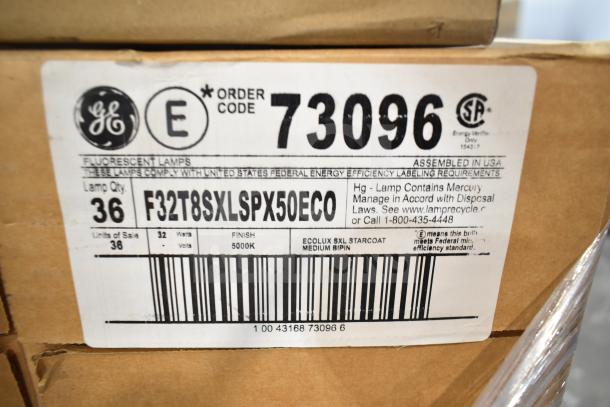 GE
E
*ORDER CODE 73096
SA
Energy Verified
Only
FLUORESCENT LAMPS ASSEMBLED IN USA
THESE LAMPS COMPLY WITH UNITED STATES FEDERAL ENERGY EFFICIENCY LABELING REQUIREMENTS
Lamp Qty.
36
F32T8SXLSPX50ECO
Hg - Lamp Contains Mercury
Manage in Accord with Disposal
Laws. See www.lamprecycle.
or Call 1-800-435-4448
Units of Sale
36
32 Watts
- Volts
FINISH
5000K
ECOLUX SXL STARCOAT
MEDIUM BIPIN
*E means this bulb
meets Federal
efficiency standard
1 00 43168 73096 6